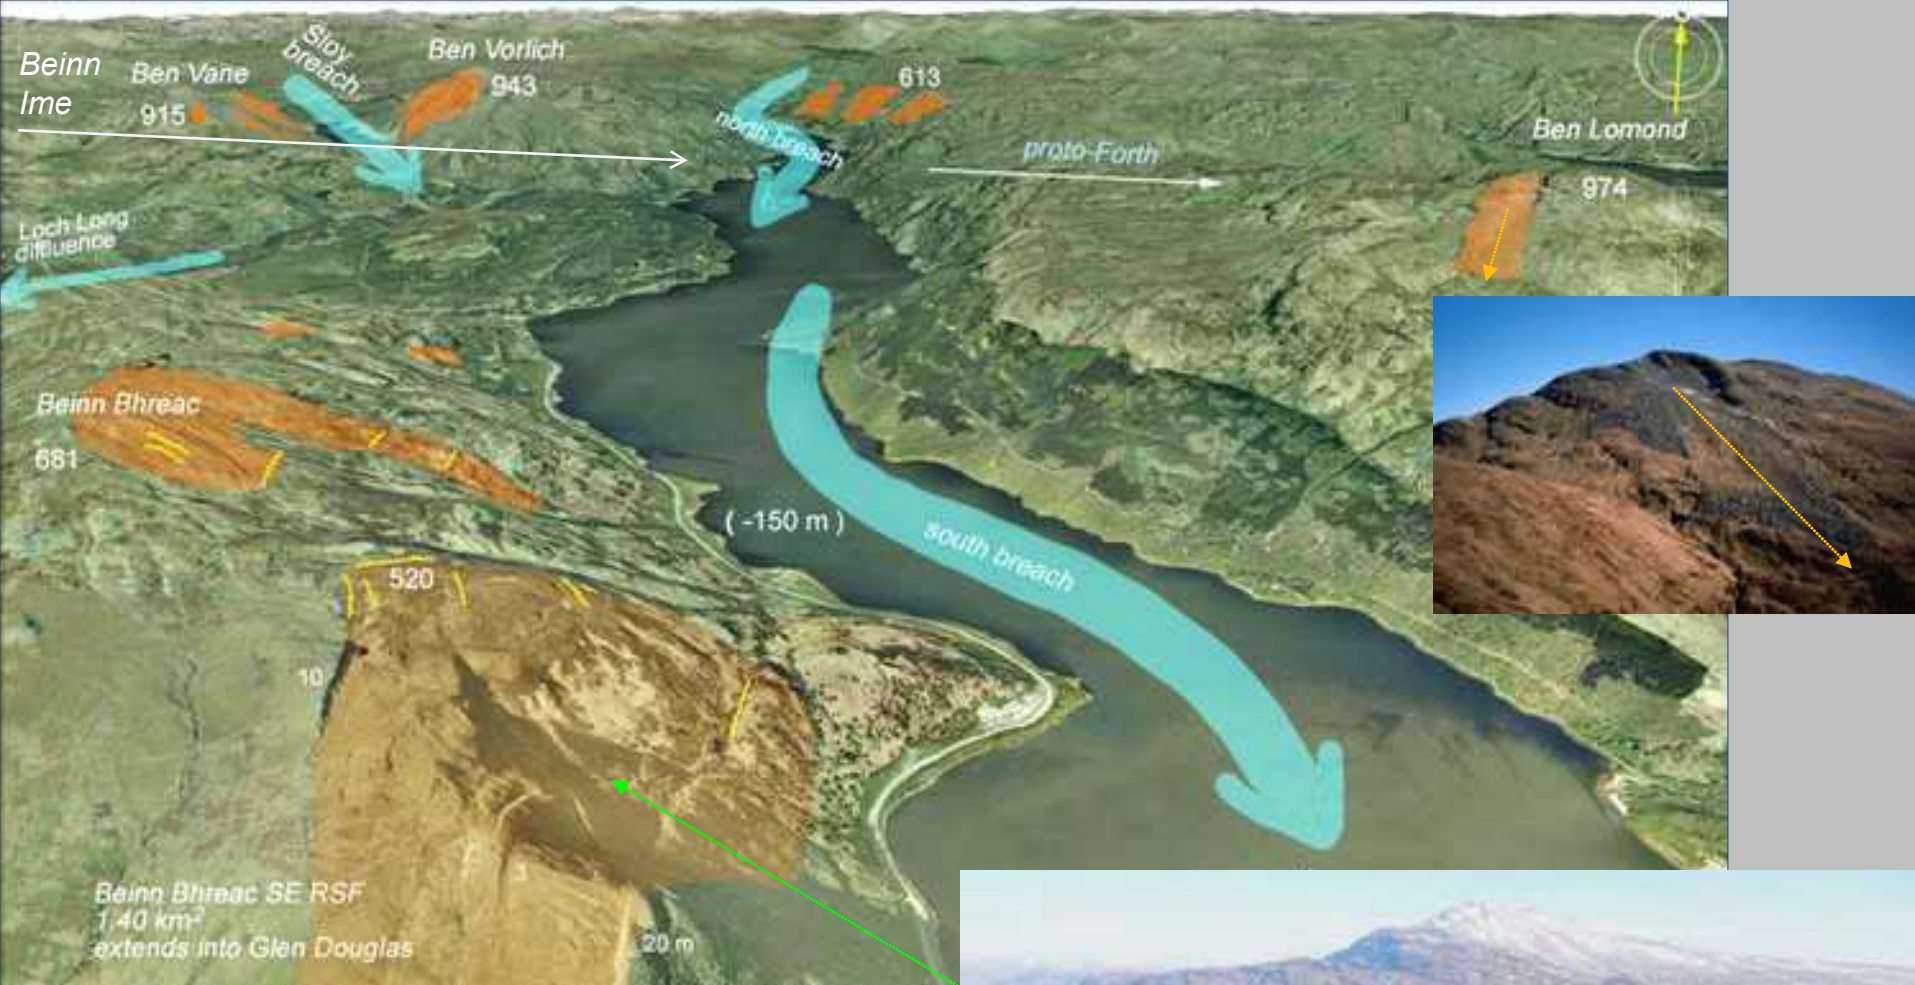 Beinn
Ime
Ben Vane
915
Sloy
breach
Ben Vorlich
943
north breach
613
proto-Forth
Ben Lomond
974
Loch Long
diffluence
Beinn Bhreac
681
( -150 m )
south breach
520
10
3
Beinn Bhreac SE RSF
1.40 km²
extends into Glen Douglas
20 m